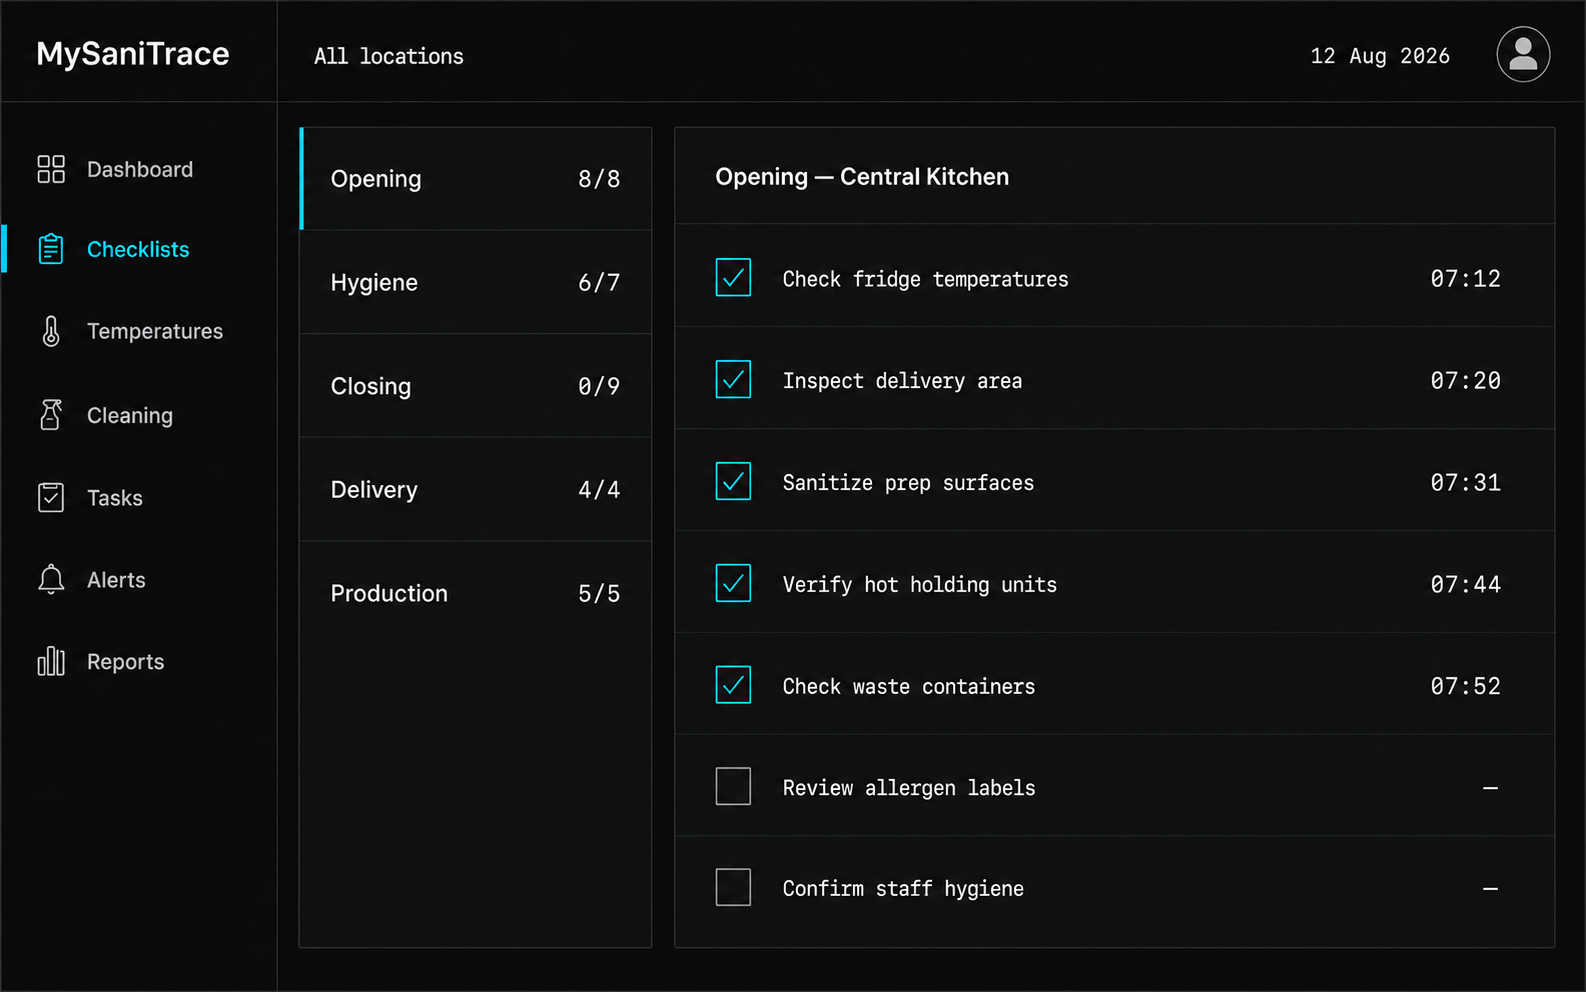 MySaniTrace
All locations
12 Aug 2026
Dashboard
Checklists
Temperatures
Cleaning
Tasks
Alerts
Reports
Opening 8/8
Hygiene 6/7
Closing 0/9
Delivery 4/4
Production 5/5
Opening — Central Kitchen
Check fridge temperatures 07:12
Inspect delivery area 07:20
Sanitize prep surfaces 07:31
Verify hot holding units 07:44
Check waste containers 07:52
Review allergen labels —
Confirm staff hygiene —